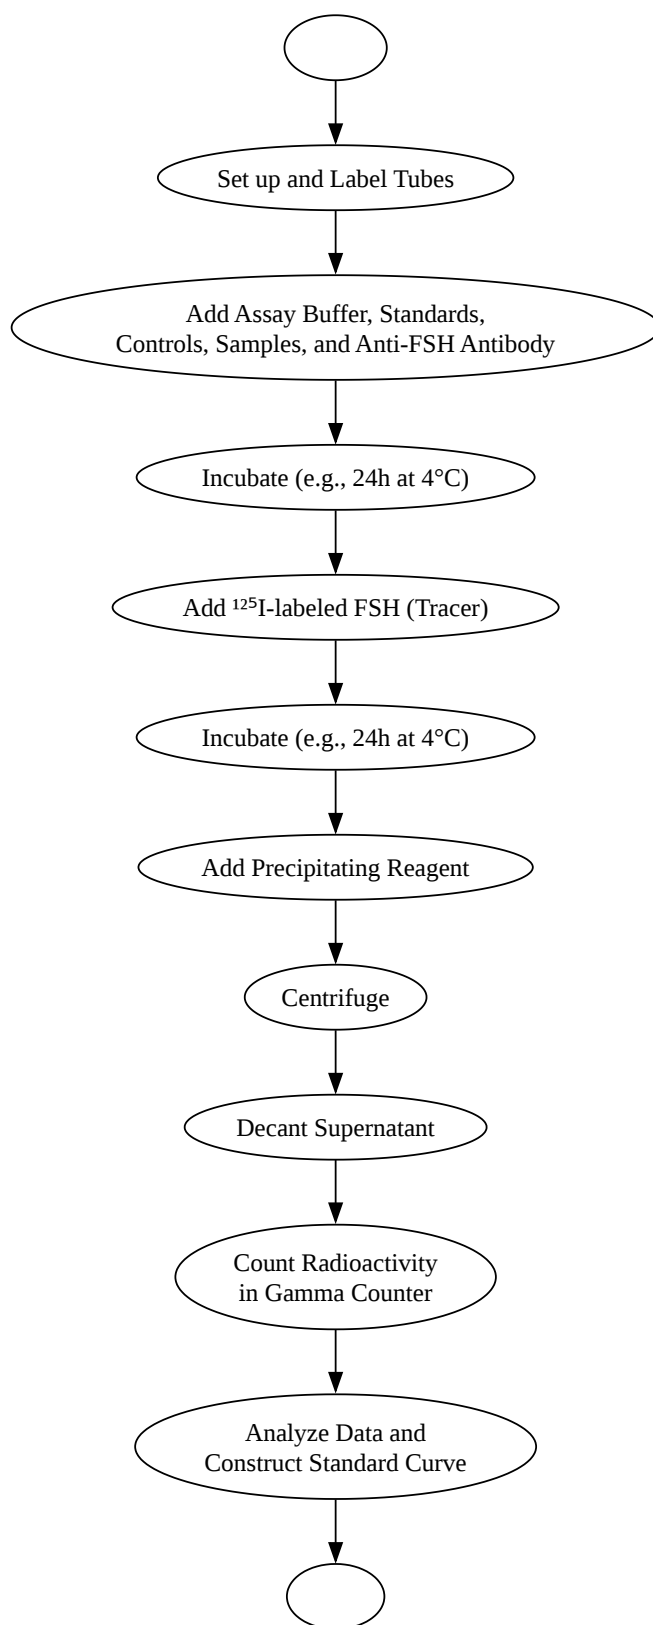 Set up and Label Tubes
Add Assay Buffer, Standards,
Controls, Samples, and Anti-FSH Antibody
Incubate (e.g., 24h at 4°C)
Add ¹²⁵I-labeled FSH (Tracer)
Incubate (e.g., 24h at 4°C)
Add Precipitating Reagent
Centrifuge
Decant Supernatant
Count Radioactivity
in Gamma Counter
Analyze Data and
Construct Standard Curve